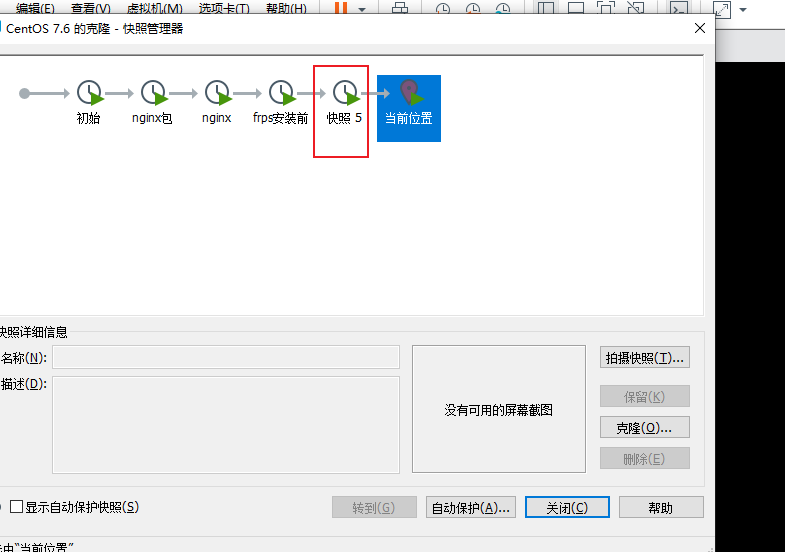 编辑(E) 查看(V) 虚拟机(M) 选项卡(T) 帮助(H)
CentOS 7.6 的克隆 - 快照管理器
初始 nginx包 nginx frps安装前 快照 5 当前位置
快照详细信息
名称(N):
拍摄快照(T)...
描述(D):
没有可用的屏幕截图
保留(K)
克隆(O)...
删除(E)
显示自动保护快照(S)
转到(G) 自动保护(A)... 关闭(C) 帮助
"当前位置"